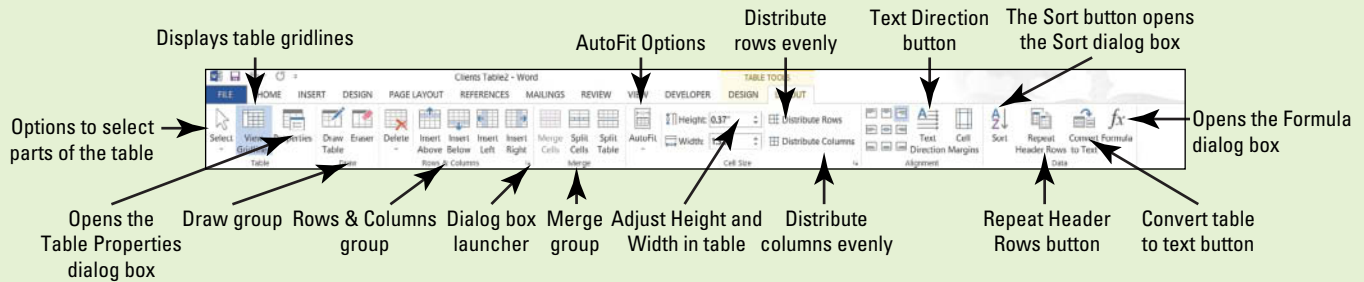 Displays table gridlines
AutoFit Options
Distribute
rows evenly
Text Direction
button
The Sort button opens
the Sort dialog box
Clients Table2 - Word
TABLE TOOLS
FILE HOME INSERT DESIGN PAGE LAYOUT REFERENCES MAILINGS REVIEW VIEW DEVELOPER DESIGN LAYOUT
Options to select
parts of the table
Select
View
Properties
Draw
Table
Eraser
Delete
Insert
Above
Insert
Below
Insert
Left
Insert
Right
Merge
Cells
Split
Cells
Split
Table
AutoFit
Height: 0.37"
Width:
Distribute Rows
Distribute Columns
Text
Direction
Cell
Margins
Sort
Repeat
Header Rows
Convert
to Text
Formula
Table
Draw
Rows & Columns
Merge
Cell Size
Alignment
Data
Opens the Formula
dialog box
Opens the
Table Properties
dialog box
Draw group
Rows & Columns
group
Dialog box
launcher
Merge
group
Adjust Height and
Width in table
Distribute
columns evenly
Repeat Header
Rows button
Convert table
to text button